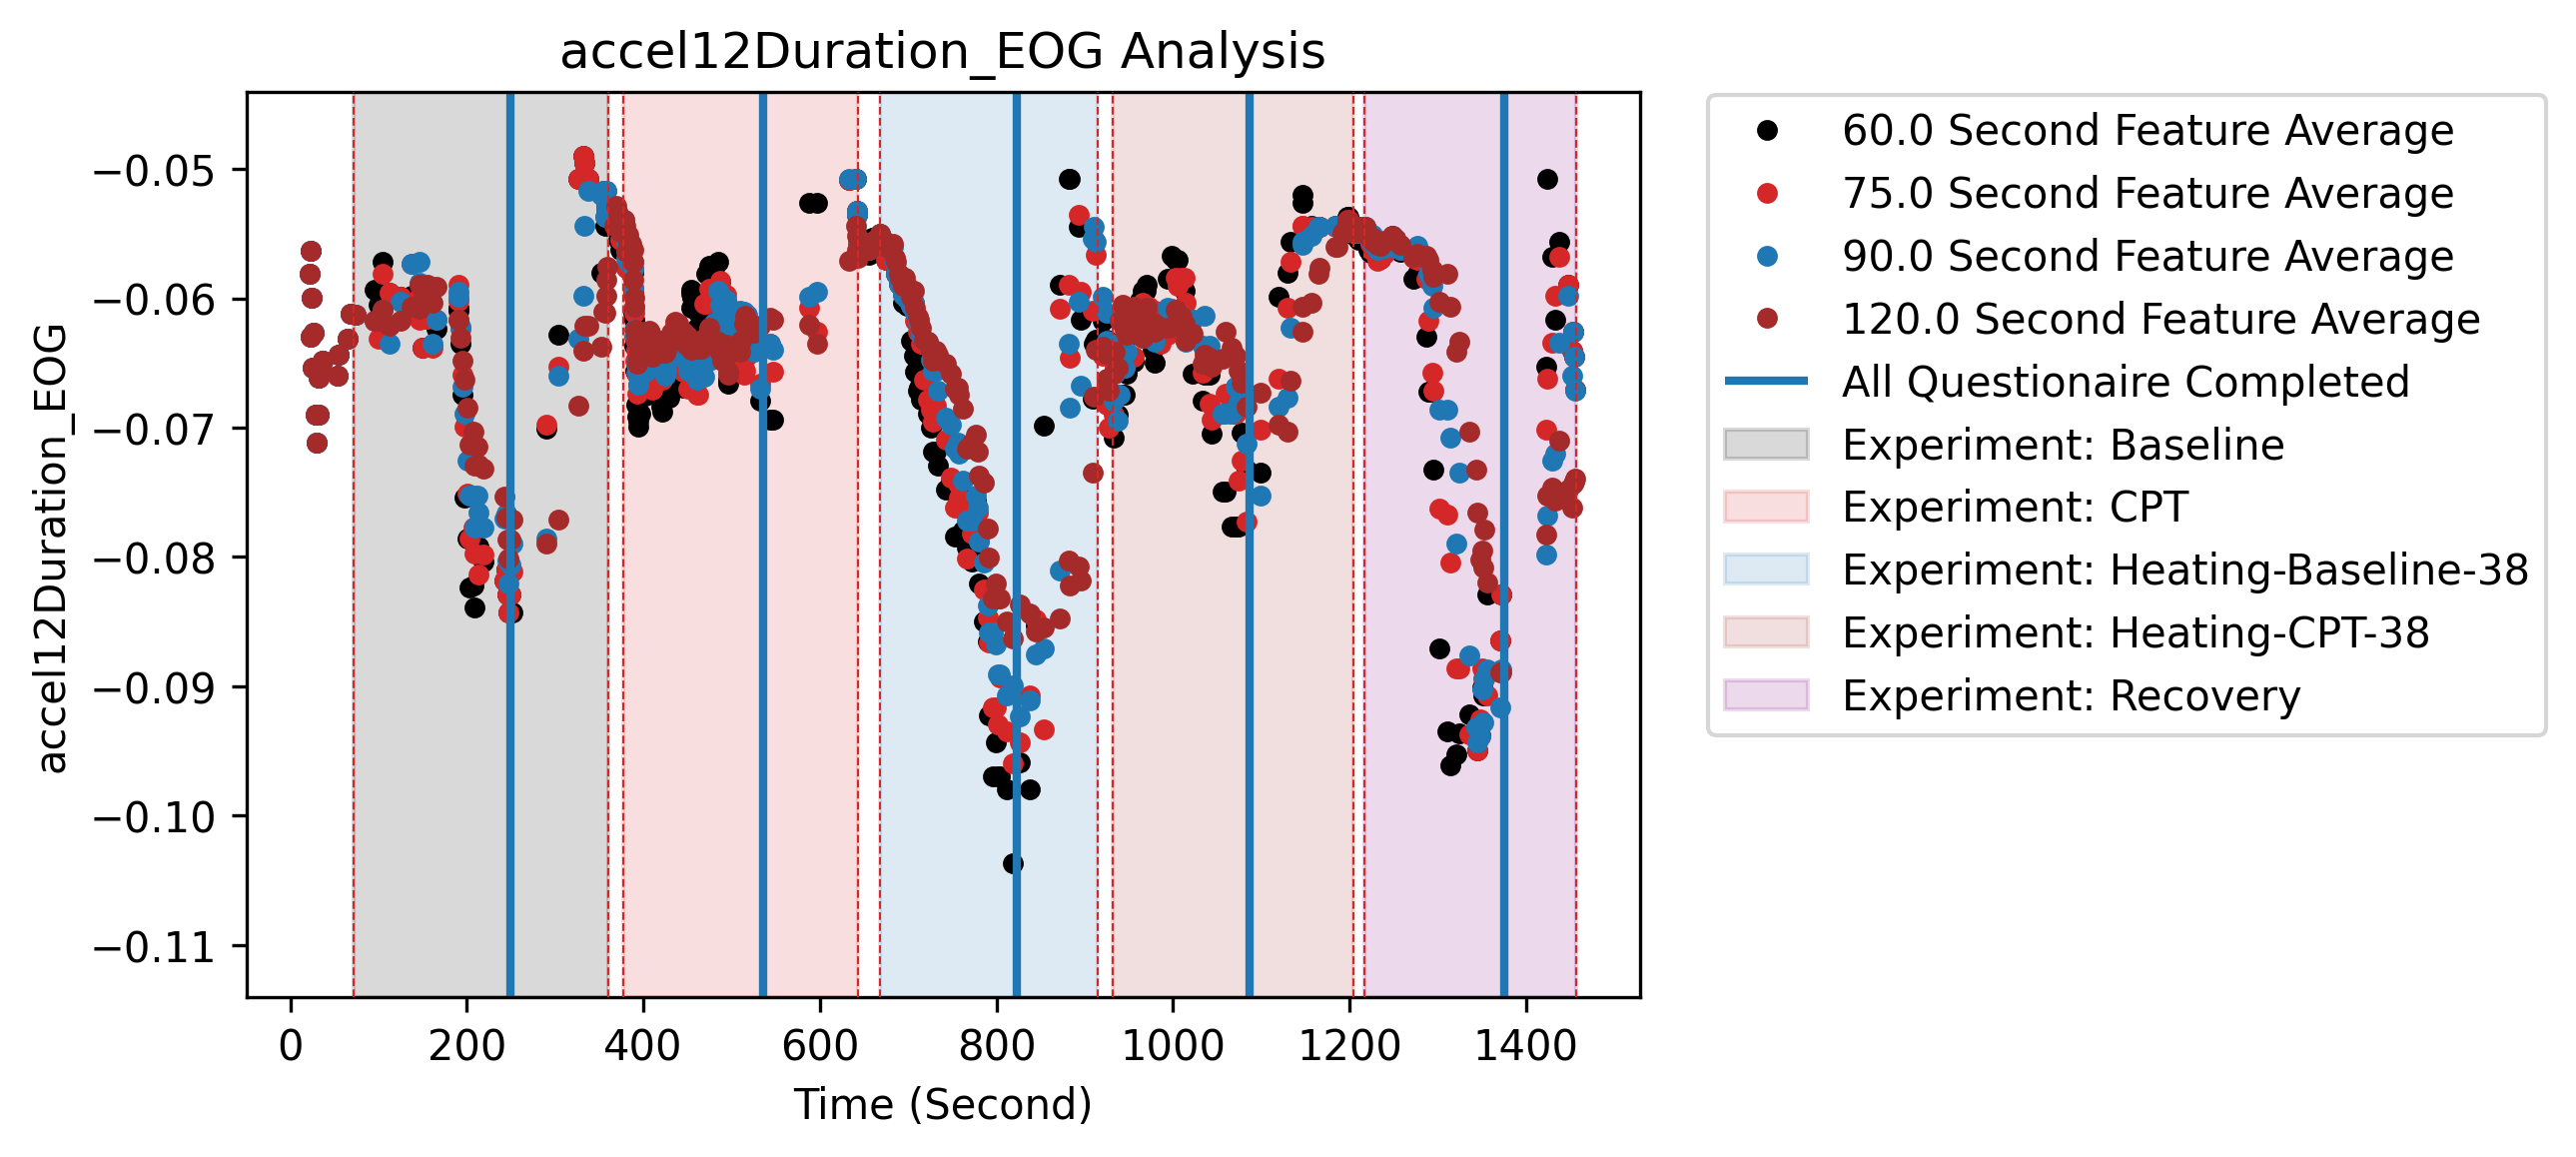 accel12Duration_EOG Analysis
accel12Duration_EOG
−0.05
−0.06
−0.07
−0.08
−0.09
−0.10
−0.11
0 200 400 600 800 1000 1200 1400
Time (Second)
60.0 Second Feature Average
75.0 Second Feature Average
90.0 Second Feature Average
120.0 Second Feature Average
All Questionaire Completed
Experiment: Baseline
Experiment: CPT
Experiment: Heating-Baseline-38
Experiment: Heating-CPT-38
Experiment: Recovery